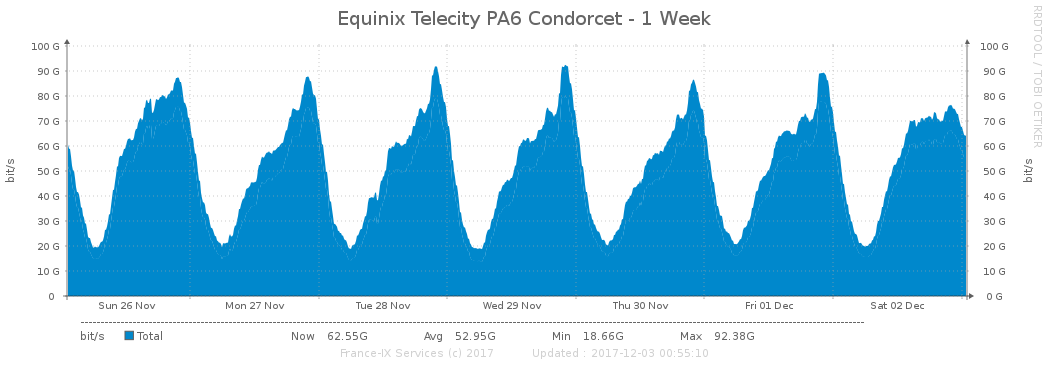 Equinix Telecity PA6 Condorcet - 1 Week
RRDTOOL / TOBI OETIKER
bit/s
100 G
90 G
80 G
70 G
60 G
50 G
40 G
30 G
20 G
10 G
0
100 G
90 G
80 G
70 G
60 G
50 G
40 G
30 G
20 G
10 G
0 G
bit/s
Sun 26 Nov Mon 27 Nov Tue 28 Nov Wed 29 Nov Thu 30 Nov Fri 01 Dec Sat 02 Dec
bit/s Total Now 62.55G Avg 52.95G Min 18.66G Max 92.38G
France-IX Services (c) 2017 Updated : 2017-12-03 00:55:10